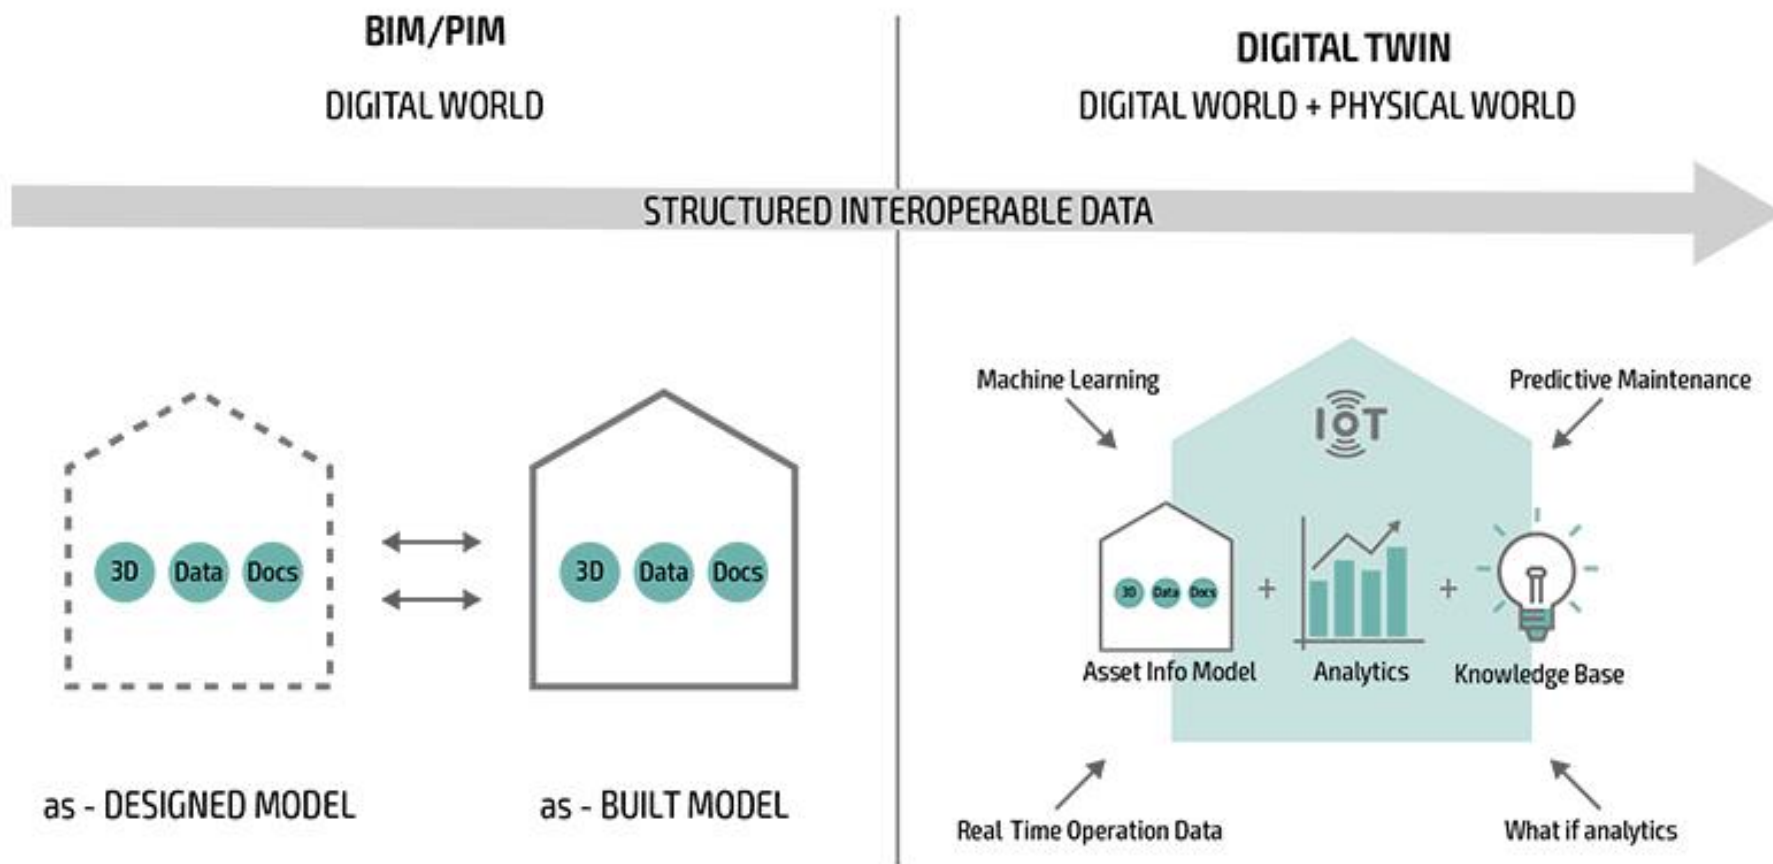 BIM/PIM
DIGITAL WORLD
DIGITAL TWIN
DIGITAL WORLD + PHYSICAL WORLD
STRUCTURED INTEROPERABLE DATA
3D Data Docs
as - DESIGNED MODEL
3D Data Docs
as - BUILT MODEL
Machine Learning
Predictive Maintenance
IoT
3D Data Docs
+
+
Asset Info Model
Analytics
Knowledge Base
Real Time Operation Data
What if analytics